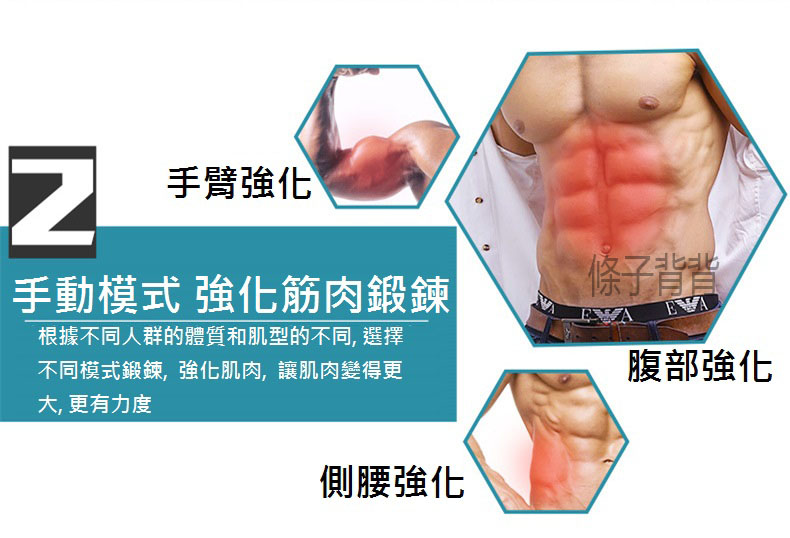 手臂強化
Z
手動模式 強化筋肉鍛鍊
根據不同人群的體質和肌型的不同, 選擇
不同模式鍛鍊, 強化肌肉, 讓肌肉變得更
大, 更有力度
條子背背
E A
E A
腹部強化
側腰強化